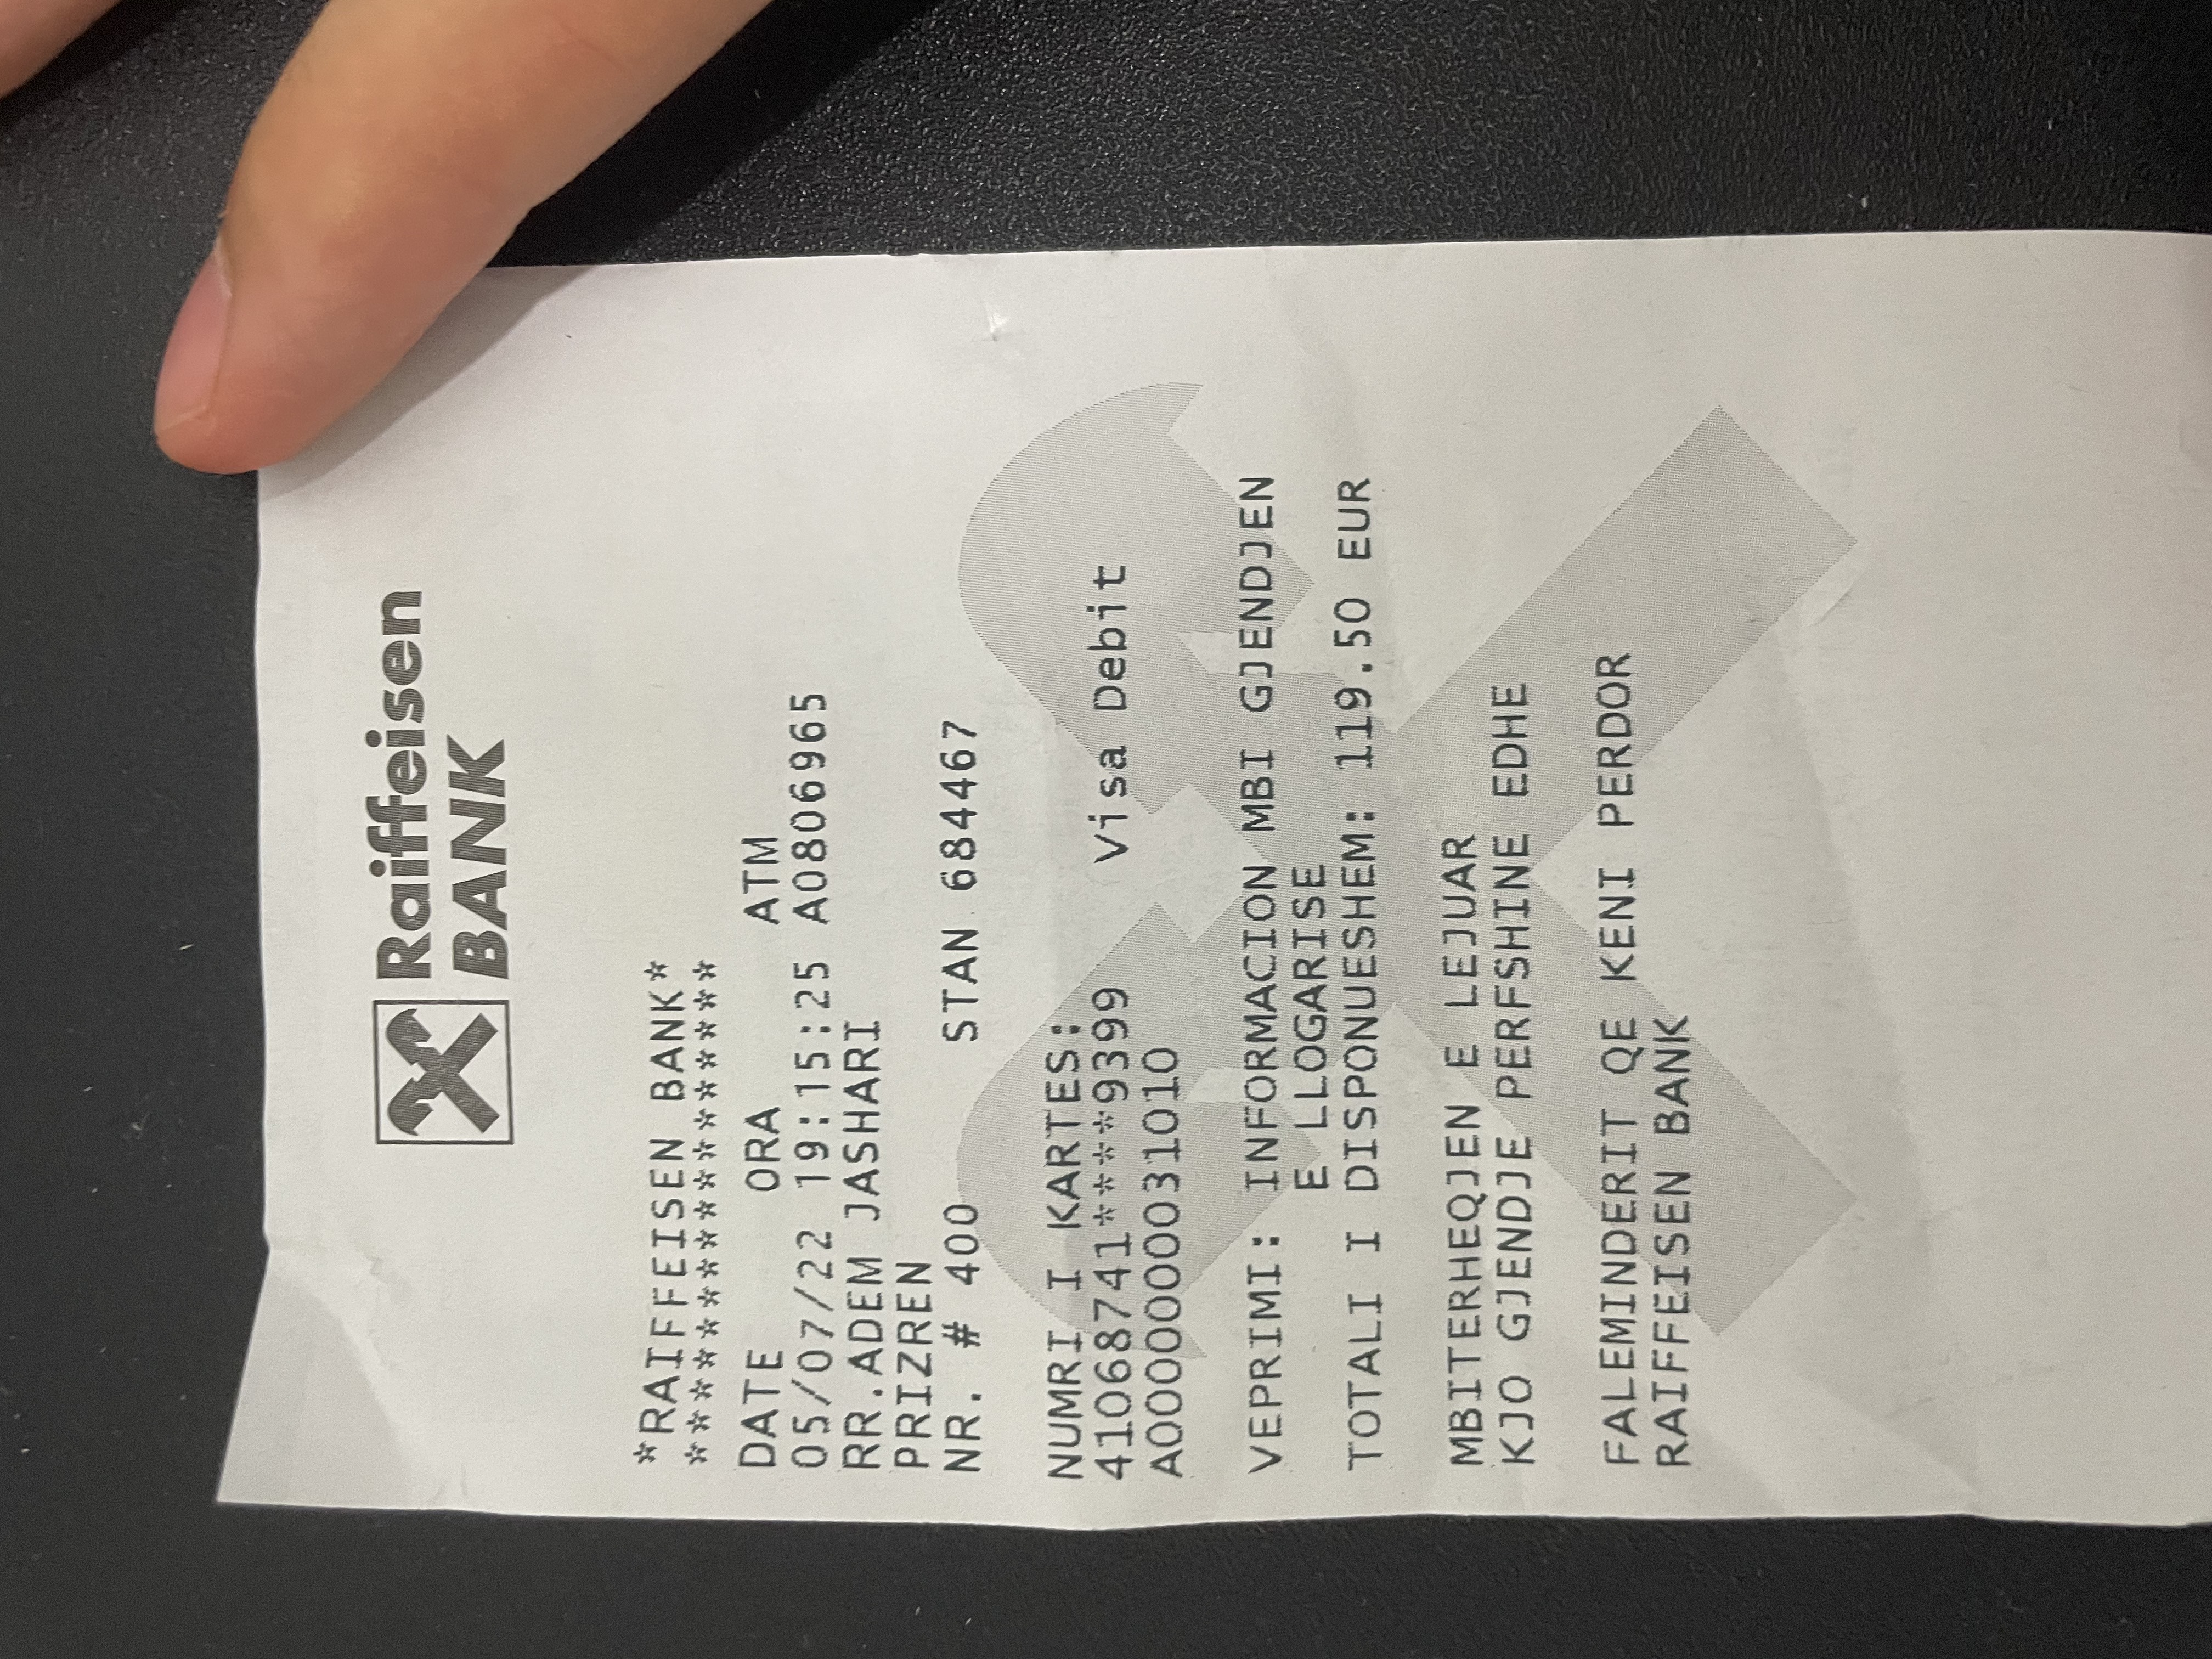 Raiffeisen
BANK
*RAIFFEISEN BANK*
*****************
DATE ORA ATM
05/07/22 19:15:25 A0806965
RR.ADEM JASHARI
PRIZREN
NR. # 400 STAN 684467
NUMRI I KARTES:
41068741****9399 Visa Debit
A0000000031010
VEPRIMI: INFORMACION MBI GJENDJEN
E LLOGARISE
TOTALI I DISPONUESHEM: 119.50 EUR
MBITERHEQJEN E LEJUAR
KJO GJENDJE PERFSHINE EDHE
FALEMINDERIT QE KENI PERDOR
RAIFFEISEN BANK